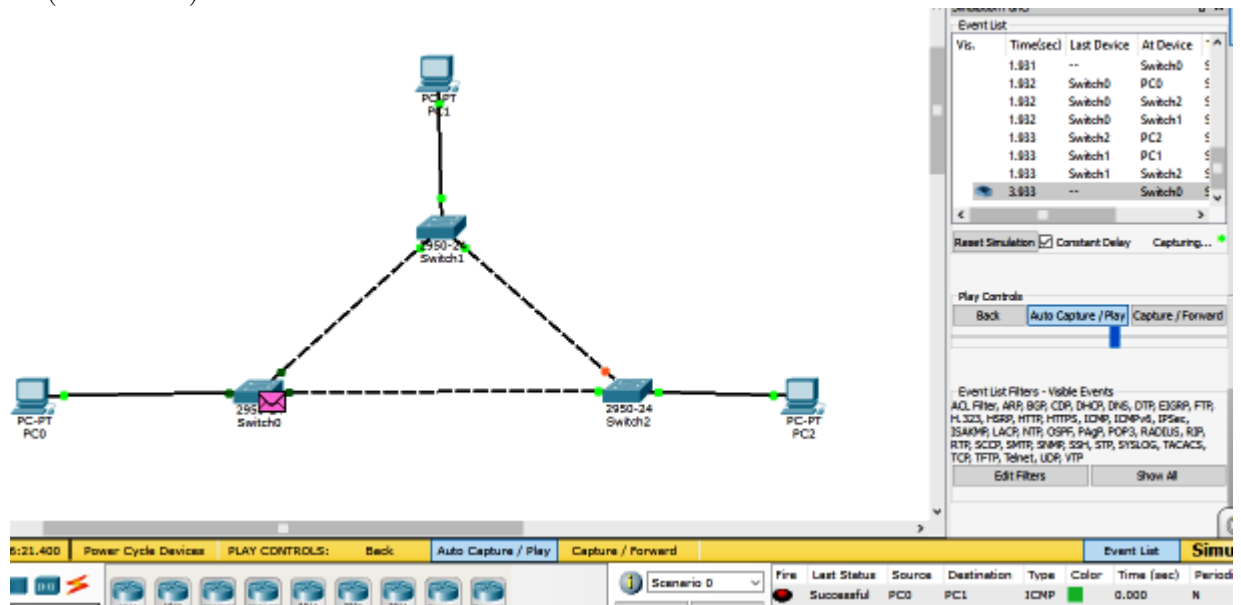 Event List
Vis. Time(sec) Last Device At Device
1.931 -- Switch0 S
1.932 Switch0 PC0 S
1.932 Switch0 Switch2 S
1.932 Switch0 Switch1 S
1.933 Switch2 PC2 S
1.933 Switch1 PC1 S
1.933 Switch1 Switch2 S
3.933 -- Switch0 S
Reset Simulation Constant Delay Capturing...
Play Controls
Back Auto Capture / Play Capture / Forward
Event List Filters - Visible Events
ACL Filter, ARP, BGP, CDP, DHCP, DNS, DTP, EIGRP, FTP,
H.323, HSRP, HTTP, HTTPS, ICMP, ICMPv6, IPSec,
ISAKMP, LACP, NTP, OSPF, PAgP, POP3, RADIUS, RIP,
RTP, SCCP, SMTP, SNMP, SSH, STP, SYSLOG, TACACS,
TCP, TFTP, Telnet, UDP, VTP
Edit Filters Show All
PC-PT
PC1
2950-24
Switch1
PC-PT
PC0
Switch0
2950-24
Switch2
PC-PT
PC2
5:21.400 Power Cycle Devices PLAY CONTROLS: Back Auto Capture / Play Capture / Forward Event List Simu
Scenario 0
Fire Last Status Source Destination Type Color Time (sec) Periodi
Successful PC0 PC1 ICMP 0.000 N